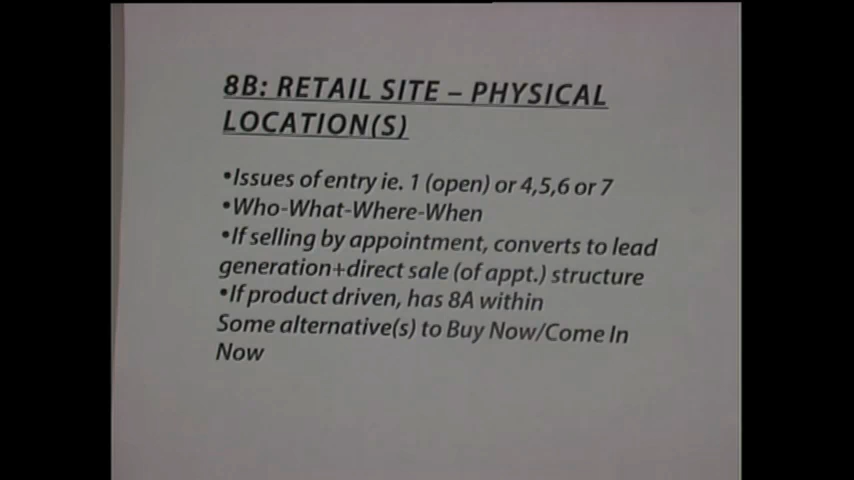 8B: RETAIL SITE – PHYSICAL
LOCATION(S)
•Issues of entry ie. 1 (open) or 4,5,6 or 7
•Who-What-Where-When
•If selling by appointment, converts to lead
generation+direct sale (of appt.) structure
•If product driven, has 8A within
Some alternative(s) to Buy Now/Come In
Now